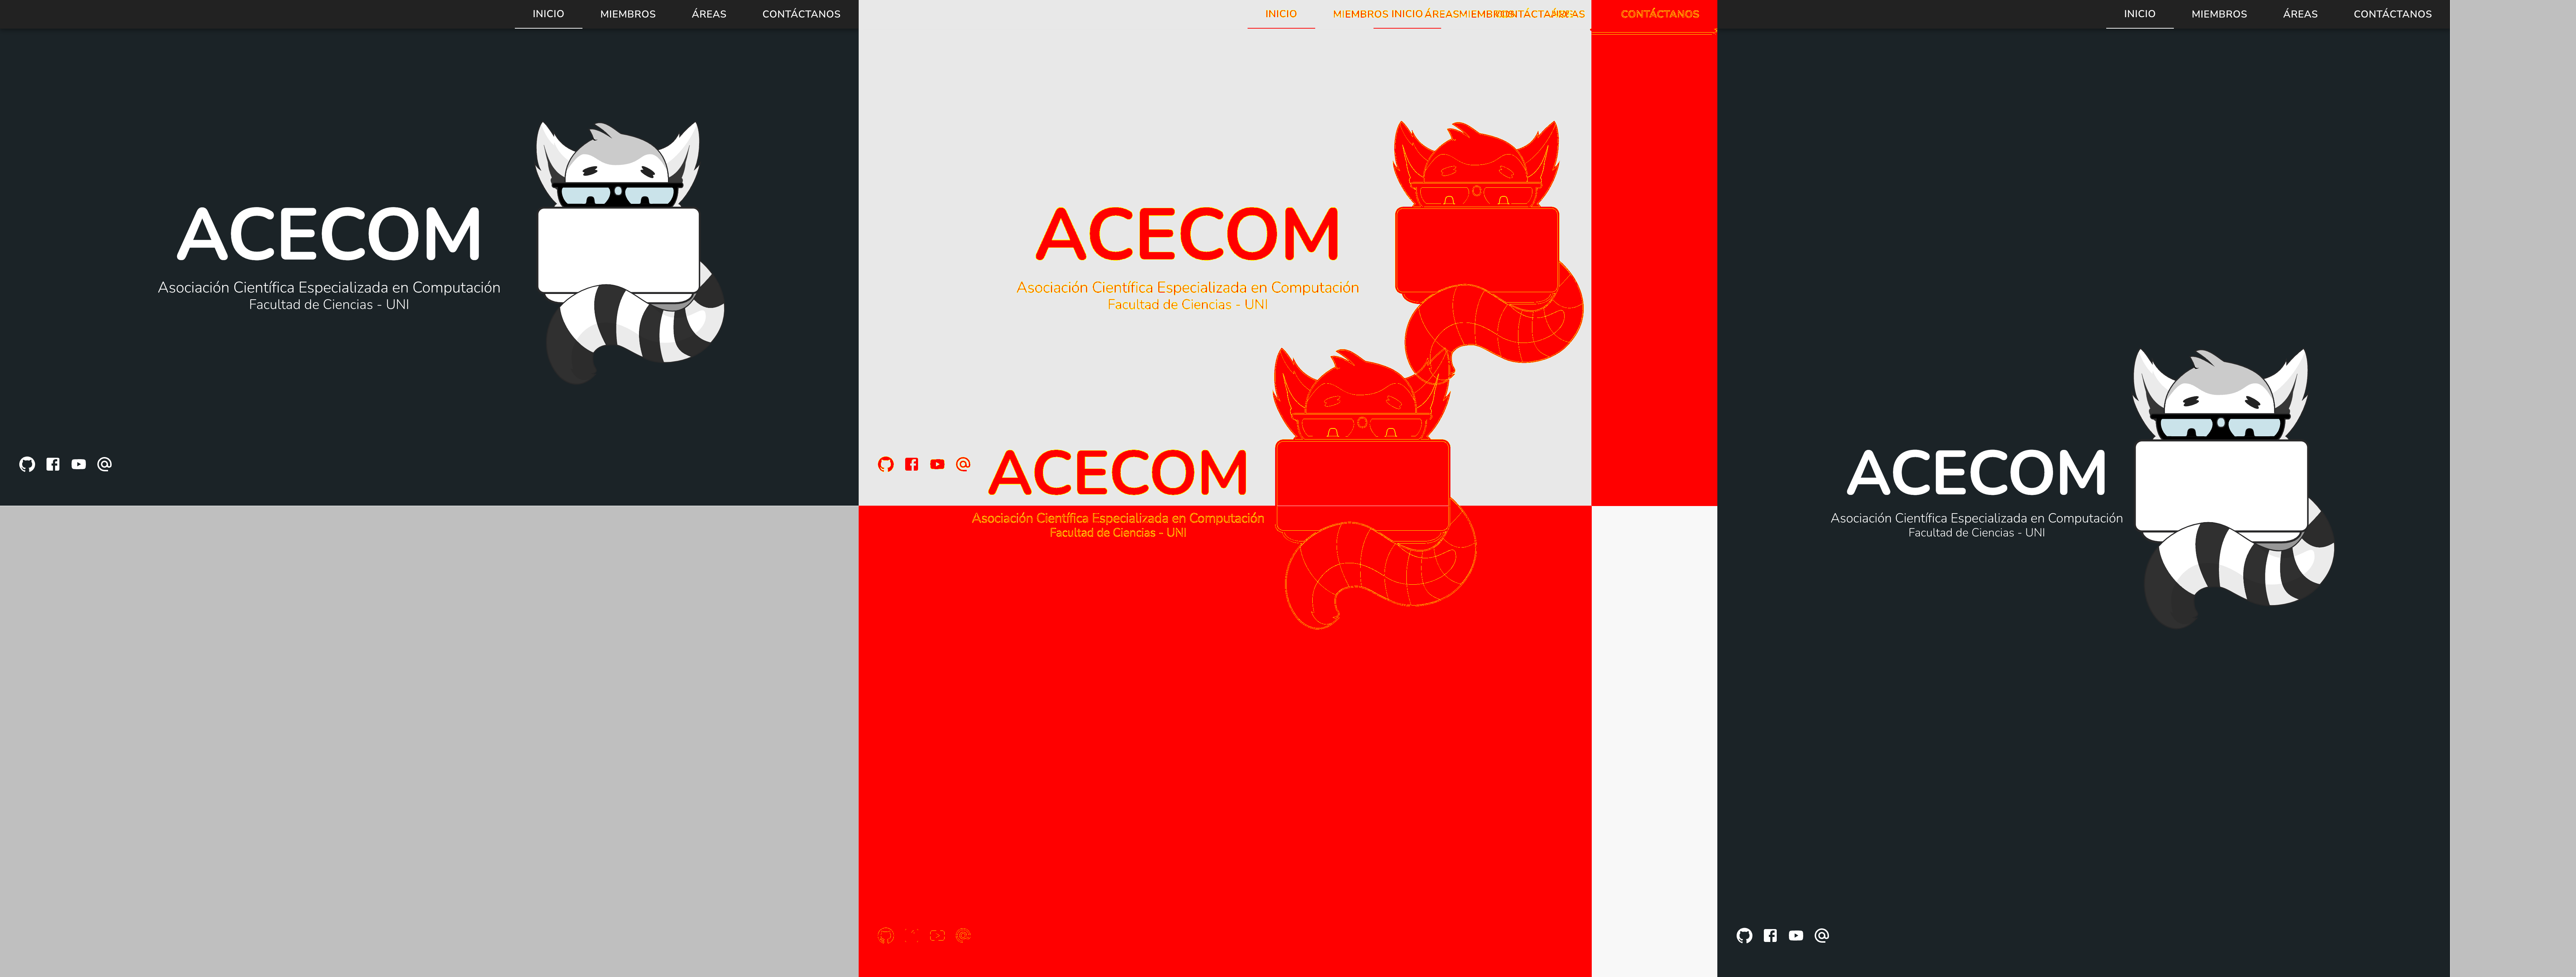 INICIO MIEMBROS ÁREAS CONTÁCTANOS
ACECOM
Asociación Científica Especializada en Computación
Facultad de Ciencias - UNI
INICIO MIEMBROS INICIO ÁREAS MIEMBROS CONTÁCTANOS ÁREAS CONTÁCTANOS
ACECOM
Asociación Científica Especializada en Computación
Facultad de Ciencias - UNI
ACECOM
Asociación Científica Especializada en Computación
Facultad de Ciencias - UNI
INICIO MIEMBROS ÁREAS CONTÁCTANOS
ACECOM
Asociación Científica Especializada en Computación
Facultad de Ciencias - UNI